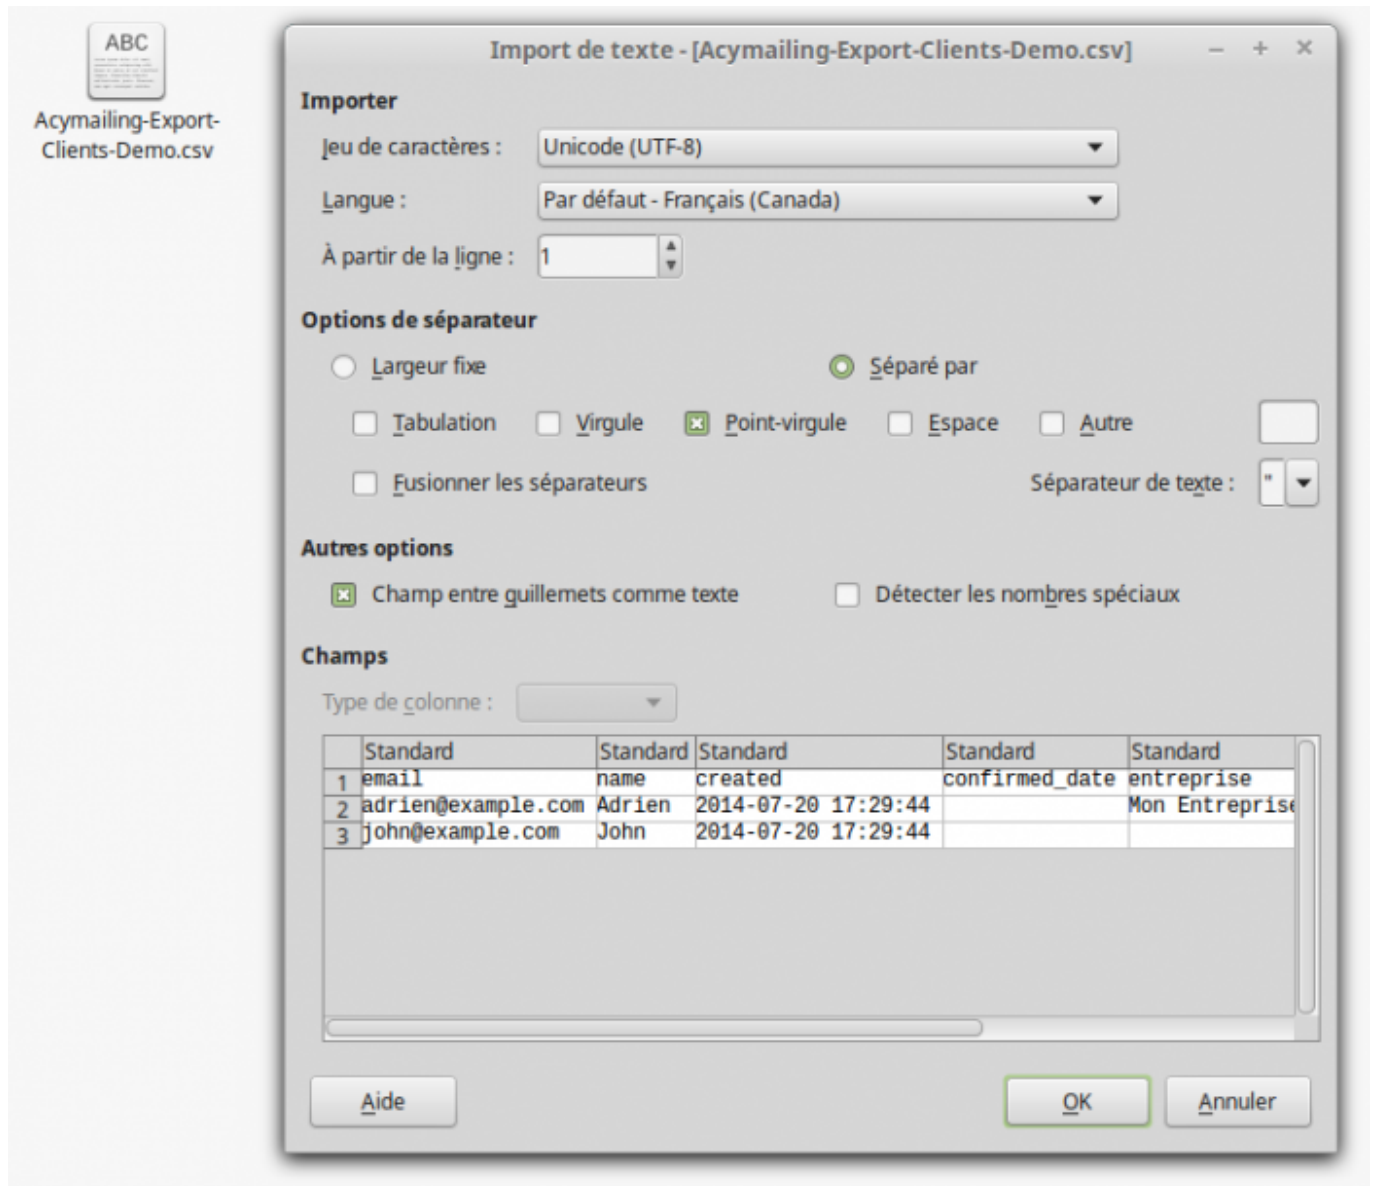 ABC
Acymailing-Export-
Clients-Demo.csv
Import de texte - [Acymailing-Export-Clients-Demo.csv]
Importer
Jeu de caractères : Unicode (UTF-8)
Langue : Par défaut - Français (Canada)
À partir de la ligne : 1
Options de séparateur
Largeur fixe Séparé par
Tabulation Virgule Point-virgule Espace Autre
Fusionner les séparateurs Séparateur de texte : "
Autres options
Champ entre guillemets comme texte Détecter les nombres spéciaux
Champs
Type de colonne :
Standard Standard Standard Standard Standard
1 email name created confirmed_date entreprise
2 adrien@example.com Adrien 2014-07-20 17:29:44 Mon Entreprise
3 john@example.com John 2014-07-20 17:29:44
Aide OK Annuler